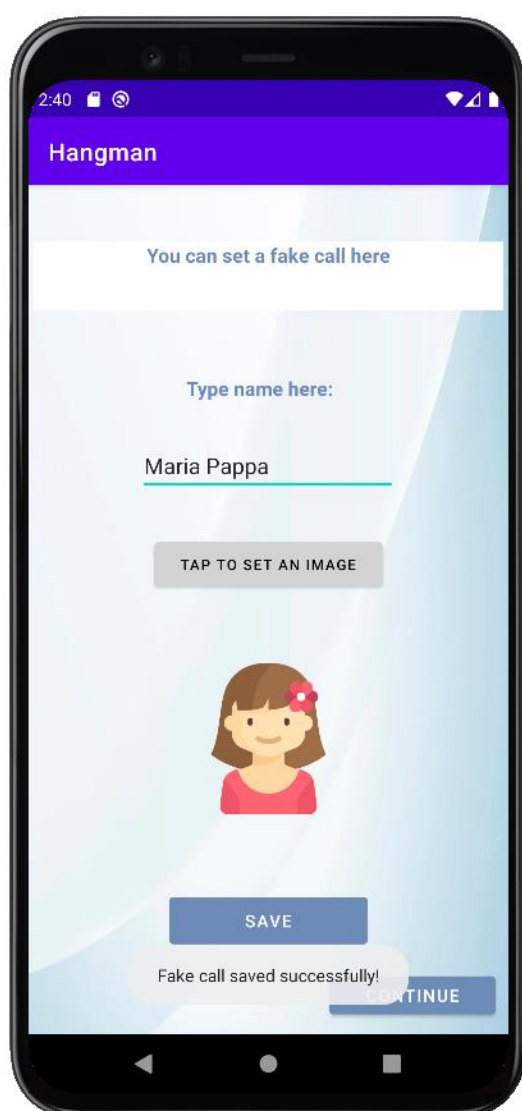 2:40
Hangman
You can set a fake call here
Type name here:
Maria Pappa
TAP TO SET AN IMAGE
SAVE
Fake call saved successfully!
CONTINUE